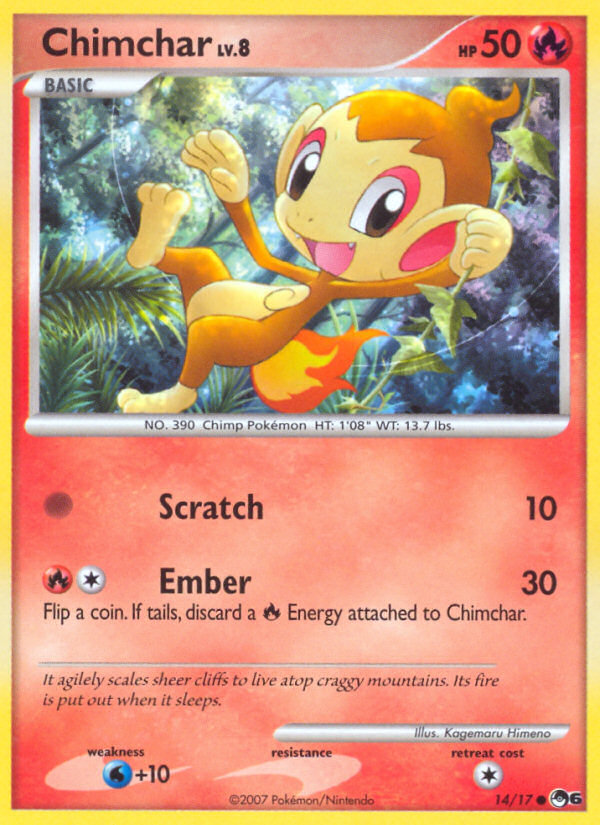 Chimchar LV.8 HP 50
BASIC
NO. 390 Chimp Pokémon HT: 1'08" WT: 13.7 lbs.
Scratch 10
Ember 30
Flip a coin. If tails, discard a Energy attached to Chimchar.
It agilely scales sheer cliffs to live atop craggy mountains. Its fire
is put out when it sleeps.
Illus. Kagemaru Himeno
weakness resistance retreat cost
+10
©2007 Pokémon/Nintendo 14/17 6